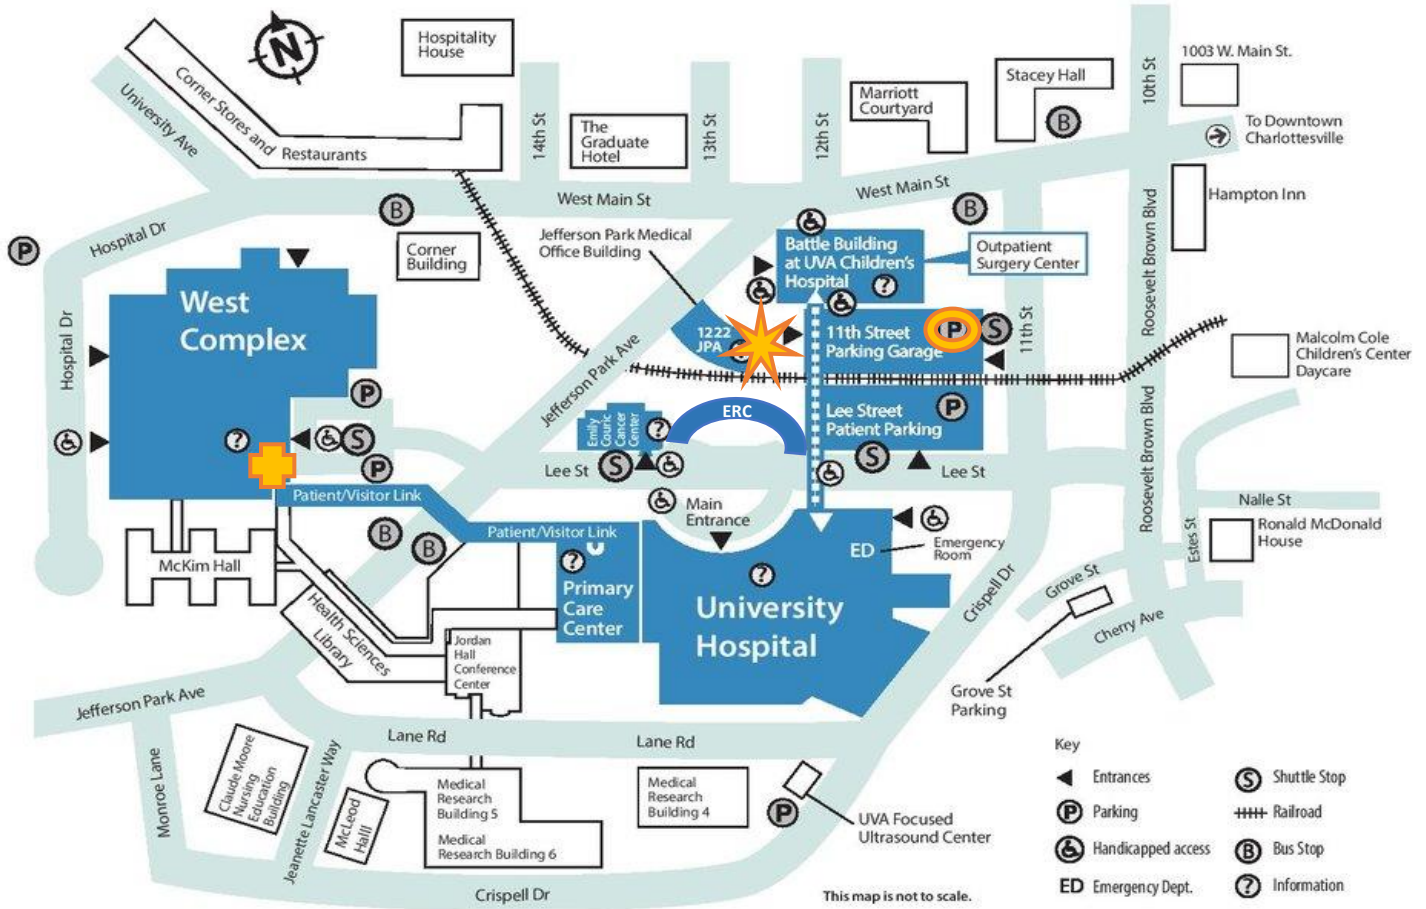 N
Hospitality
House
Corner Stores and
Restaurants
University Ave
14th St
The
Graduate
Hotel
13th St
12th St
Marriott
Courtyard
Stacey Hall
B
10th St
1003 W. Main St.
To Downtown
Charlottesville
West Main St
West Main St
B
B
Hampton Inn
P
Hospital Dr
Corner
Building
Jefferson Park Medical
Office Building
Battle Building
at UVA Children's
Hospital
?
Outpatient
Surgery Center
Roosevelt Brown Blvd
West
Complex
Hospital Dr
1222
JPA
11th Street
Parking Garage
P
S
11th St
Malcolm Cole
Children's Center
Daycare
Jefferson Park Ave
P
ERC
Lee Street
Patient Parking
P
Emily
Couric
Cancer
Center
?
?
S
P
Lee St
S
S
Lee St
Roosevelt Brown Blvd
Patient/Visitor Link
Main
Entrance
Nalle St
B
B
Patient/Visitor Link
?
ED
Emergency
Room
Estes St
Ronald McDonald
House
McKim Hall
Primary
Care
Center
?
University
Hospital
Crispell Dr
Grove St
Cherry Ave
Health Sciences
Library
Jordan
Hall
Conference
Center
Grove St
Parking
Jefferson Park Ave
Lane Rd
Lane Rd
Monroe Lane
Claude Moore
Nursing
Education
Building
Jeanette Lancaster Way
McLeod
Halll
Medical
Research
Building 5
Medical
Research Building 6
Medical
Research
Building 4
P
UVA Focused
Ultrasound Center
Crispell Dr
This map is not to scale.
Key
Entrances
P Parking
Handicapped access
ED Emergency Dept.
S Shuttle Stop
Railroad
B Bus Stop
? Information